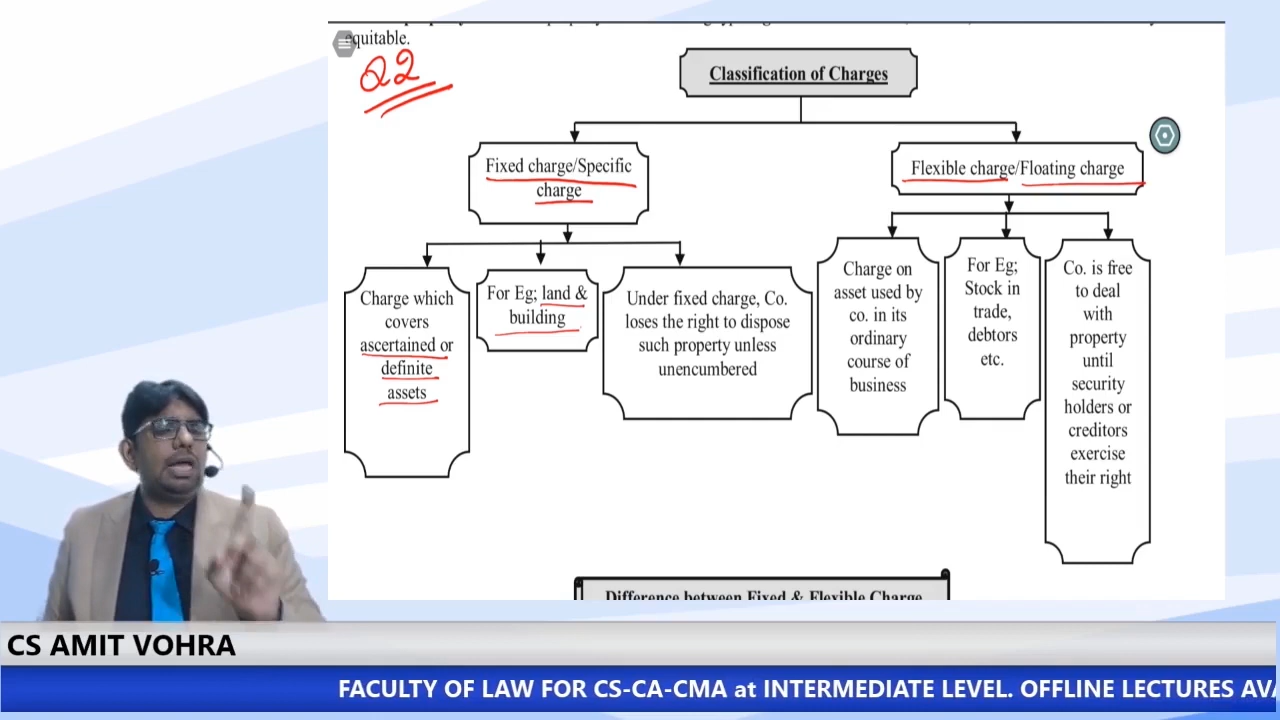 equitable.
Q2
Classification of Charges
Fixed charge/Specific
charge
Flexible charge/Floating charge
Charge which
covers
ascertained or
definite
assets
For Eg; land &
building
Under fixed charge, Co.
loses the right to dispose
such property unless
unencumbered
Charge on
asset used by
co. in its
ordinary
course of
business
For Eg;
Stock in
trade,
debtors
etc.
Co. is free
to deal
with
property
until
security
holders or
creditors
exercise
their right
Difference between Fixed & Flexible Charge
CS AMIT VOHRA
FACULTY OF LAW FOR CS-CA-CMA at INTERMEDIATE LEVEL. OFFLINE LECTURES AVA